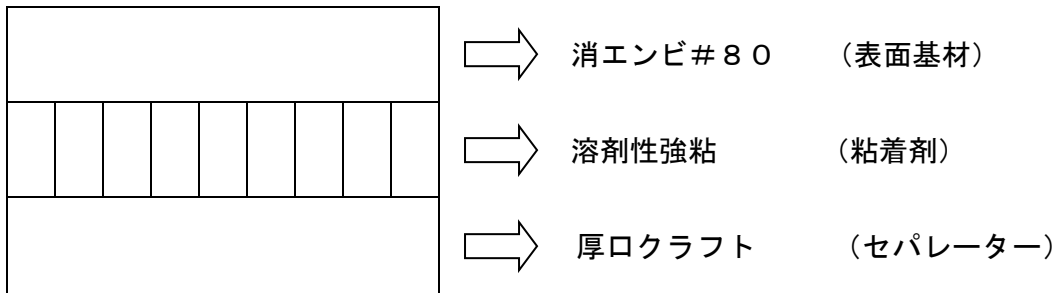 消エンビ＃８０　　（表面基材）
溶剤性強粘　　　　（粘着剤）
厚口クラフト　　　（セパレーター）